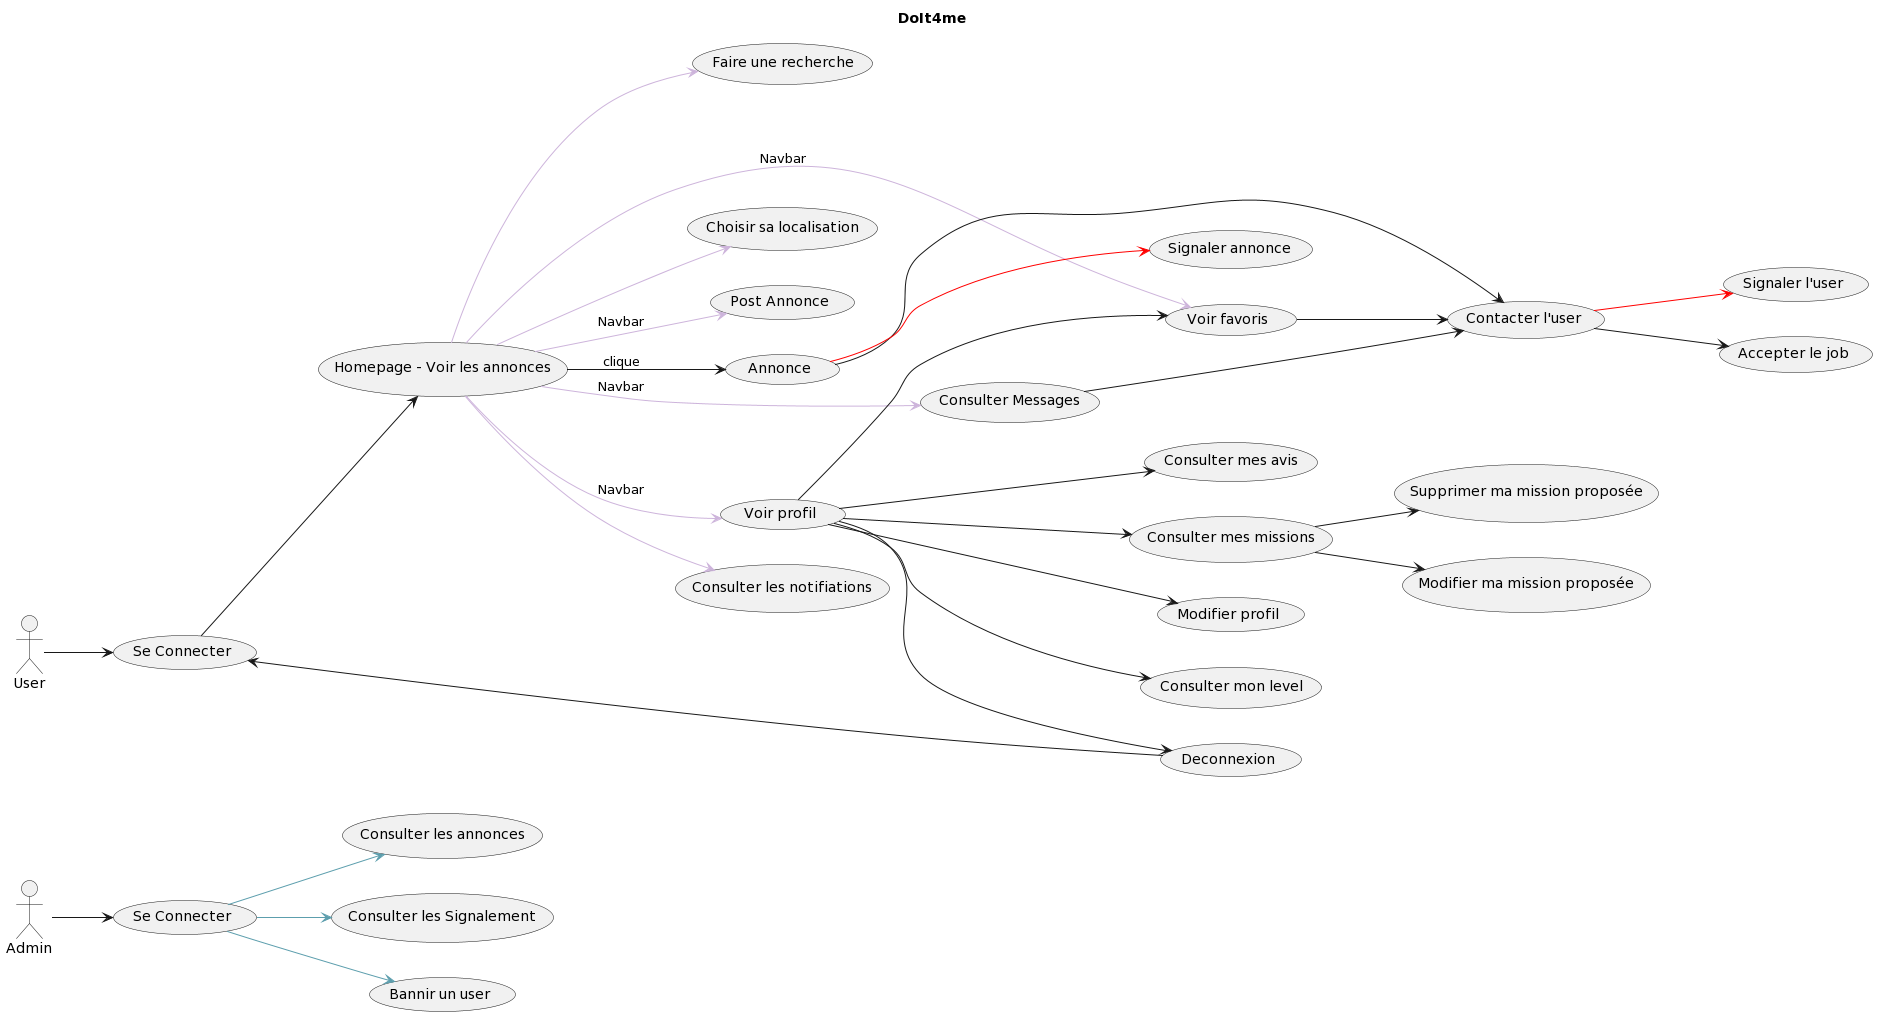 DoIt4me
Faire une recherche
Navbar
Choisir sa localisation
Signaler annonce
Signaler l'user
Post Annonce
Voir favoris
Contacter l'user
Navbar
Accepter le job
Homepage - Voir les annonces
clique
Annonce
Navbar
Consulter Messages
Consulter mes avis
Navbar
Supprimer ma mission proposée
Voir profil
Consulter mes missions
Modifier ma mission proposée
Consulter les notifiations
Modifier profil
Se Connecter
User
Consulter mon level
Deconnexion
Consulter les annonces
Se Connecter
Consulter les Signalement
Admin
Bannir un user